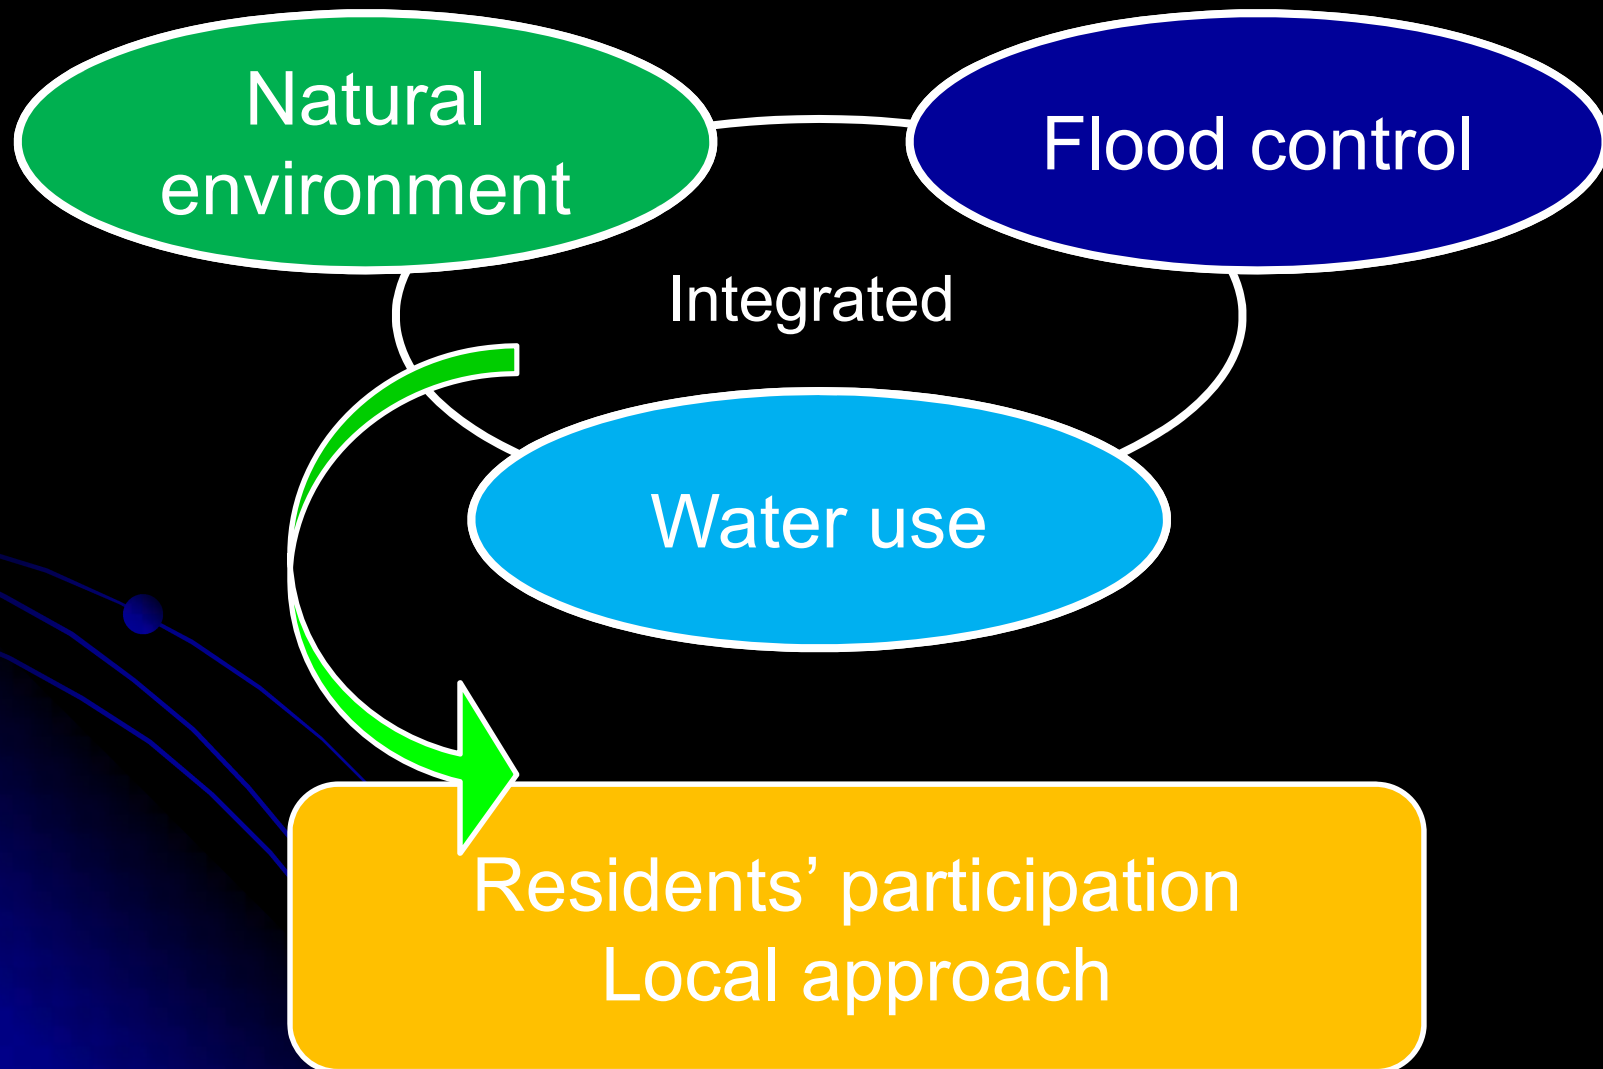 Natural
environment
Flood control
Integrated
Water use
Residents’ participation
Local approach